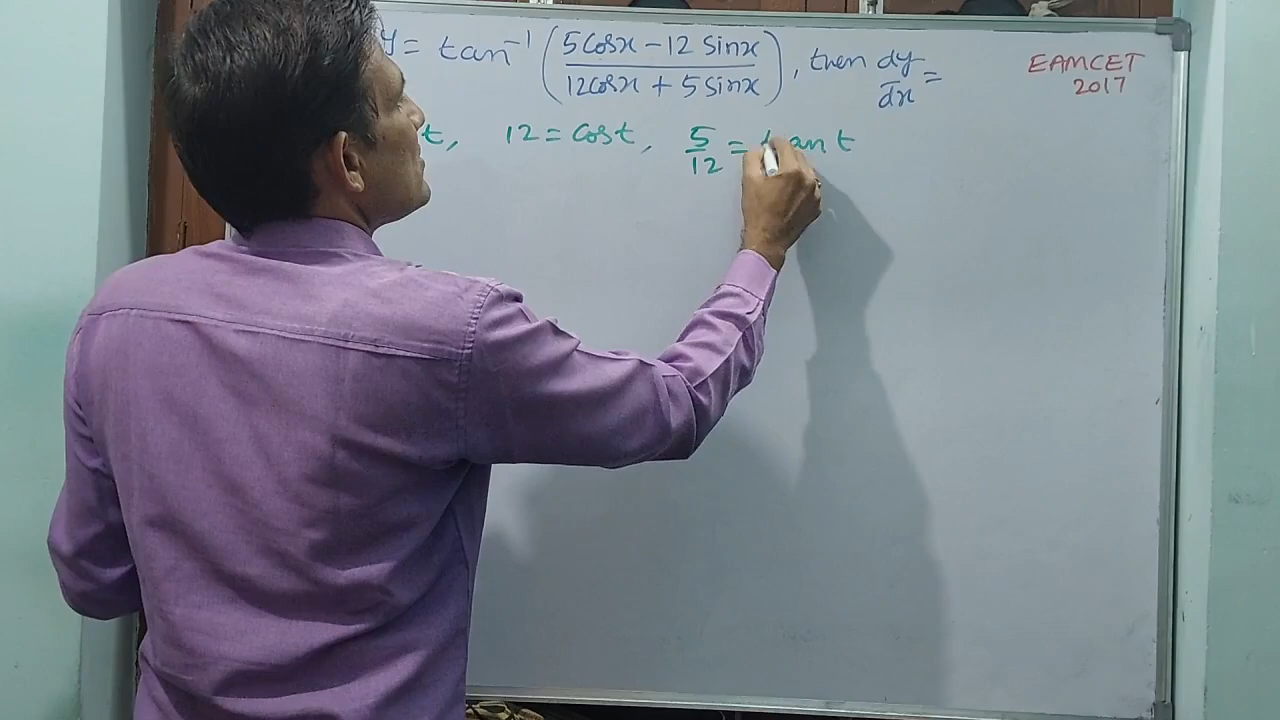 y = tan⁻¹ (5cosx - 12 sinx / 12cosx + 5sinx), then dy/dx =
EAMCET
2017
t, 12 = cost, 5/12 = tan t